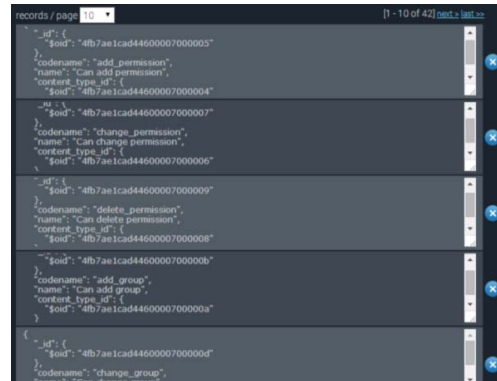 records / page 10
[1 - 10 of 42] next > last >>
"_id": {
"$oid": "4fb7ae1cad44600007000005"
},
"codename": "add_permission",
"name": "Can add permission",
"content_type_id": {
"$oid": "4fb7ae1cad44600007000004"
"_id": {
"$oid": "4fb7ae1cad44600007000007"
},
"codename": "change_permission",
"name": "Can change permission",
"content_type_id": {
"$oid": "4fb7ae1cad44600007000006"
"_id": {
"$oid": "4fb7ae1cad44600007000009"
},
"codename": "delete_permission",
"name": "Can delete permission",
"content_type_id": {
"$oid": "4fb7ae1cad44600007000008"
"$oid": "4fb7ae1cad4460000700000b"
},
"codename": "add_group",
"name": "Can add group",
"content_type_id": {
"$oid": "4fb7ae1cad4460000700000a"
}
{
"_id": {
"$oid": "4fb7ae1cad4460000700000d"
},
"codename": "change_group",